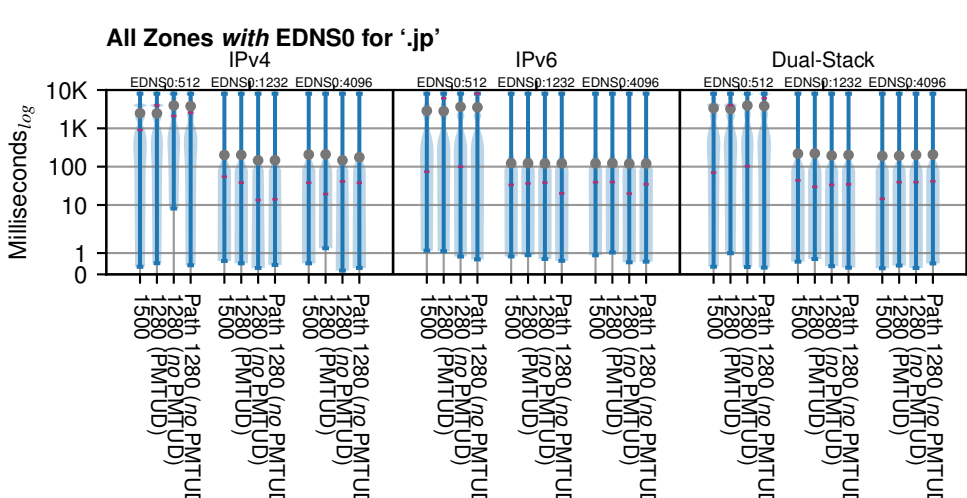 All Zones with EDNS0 for ‘.jp’
IPv4
IPv6
Dual-Stack
EDNS0:512
EDNS0:1232
EDNS0:4096
EDNS0:512
EDNS0:1232
EDNS0:4096
EDNS0:512
EDNS0:1232
EDNS0:4096
Millisecondslog
10K
1K
100
10
1
0
1500
1280 (PMTUD)
1280 (no PMTUD)
Path 1280 (no PMTUD
1500
1280 (PMTUD)
1280 (no PMTUD)
Path 1280 (no PMTUD
1500
1280 (PMTUD)
1280 (no PMTUD)
Path 1280 (no PMTUD
1500
1280 (PMTUD)
1280 (no PMTUD)
Path 1280 (no PMTUD
1500
1280 (PMTUD)
1280 (no PMTUD)
Path 1280 (no PMTUD
1500
1280 (PMTUD)
1280 (no PMTUD)
Path 1280 (no PMTUD
1500
1280 (PMTUD)
1280 (no PMTUD)
Path 1280 (no PMTUD
1500
1280 (PMTUD)
1280 (no PMTUD)
Path 1280 (no PMTUD
1500
1280 (PMTUD)
1280 (no PMTUD)
Path 1280 (no PMTUD